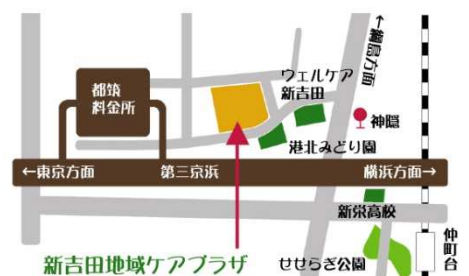 ←綱島方面
ウェルケア
新吉田
都筑
料金所
神隠
港北みどり園
←東京方面
第三京浜
横浜方面→
新栄高校
仲町台
新吉田地域ケアプラザ
せせらぎ公園